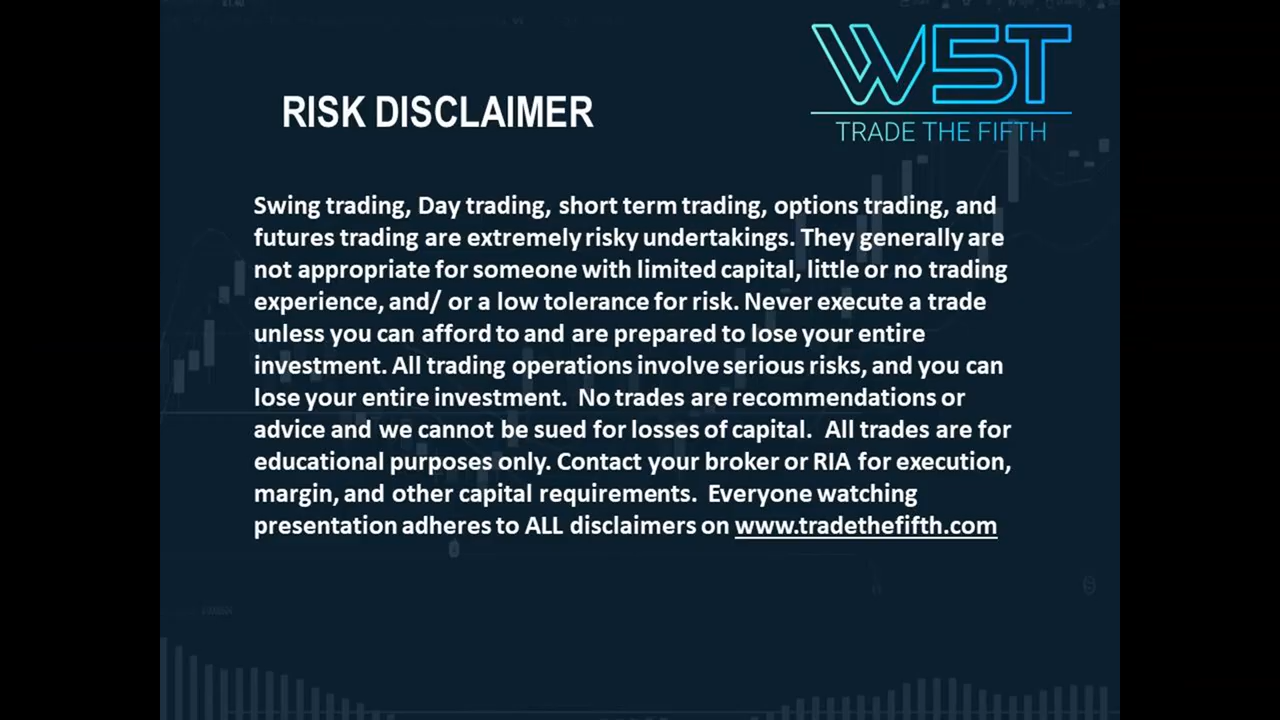 W5T
TRADE THE FIFTH
RISK DISCLAIMER
Swing trading, Day trading, short term trading, options trading, and
futures trading are extremely risky undertakings. They generally are
not appropriate for someone with limited capital, little or no trading
experience, and/ or a low tolerance for risk. Never execute a trade
unless you can afford to and are prepared to lose your entire
investment. All trading operations involve serious risks, and you can
lose your entire investment.  No trades are recommendations or
advice and we cannot be sued for losses of capital.  All trades are for
educational purposes only. Contact your broker or RIA for execution,
margin, and other capital requirements.  Everyone watching
presentation adheres to ALL disclaimers on www.tradethefifth.com